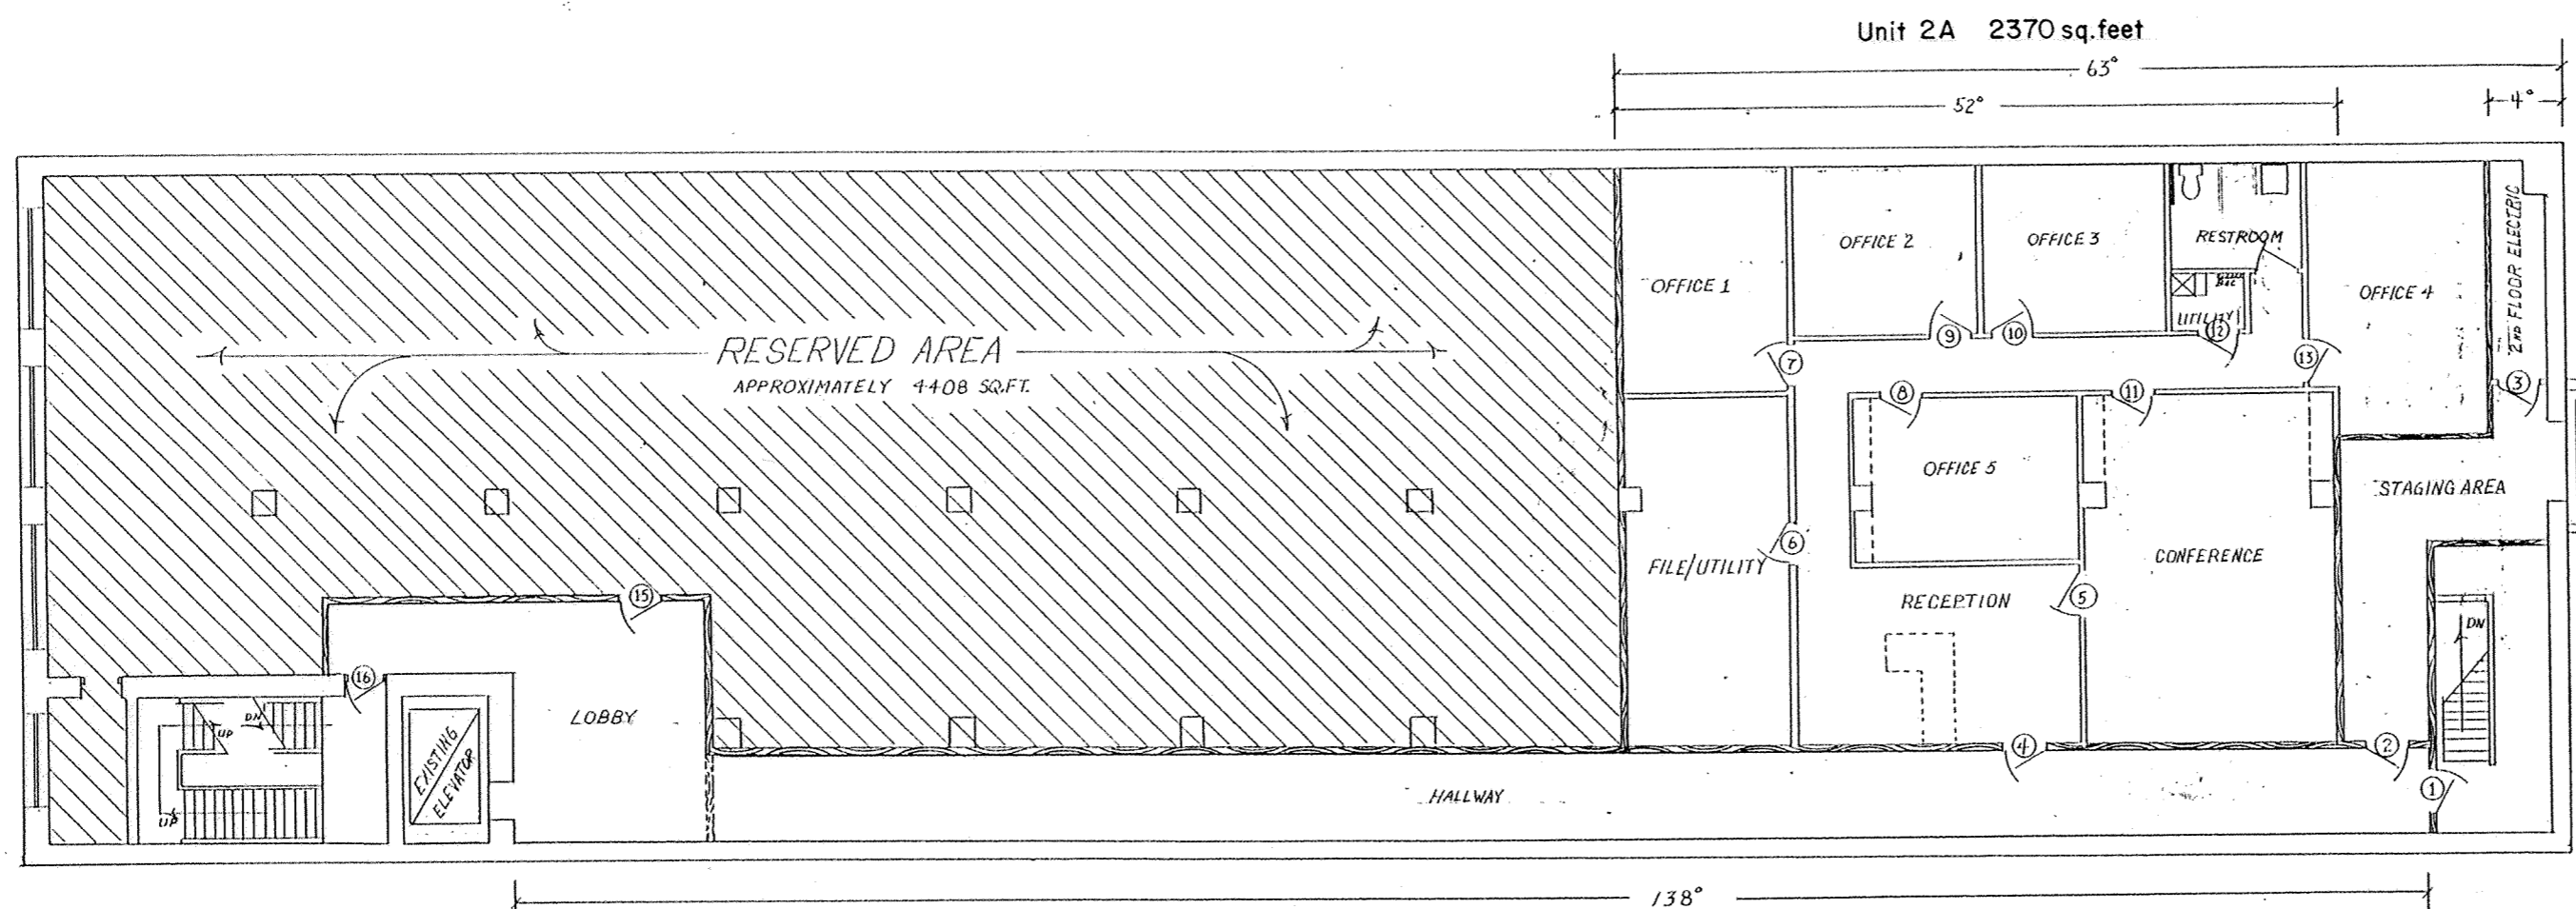 Unit 2A 2370 sq.feet
63°
52°
4°
OFFICE 1
OFFICE 2
OFFICE 3
RESTROOM
UTILITY
OFFICE 4
2ND FLOOR ELECTRIC
RESERVED AREA
APPROXIMATELY 4408 SQ.FT.
9
10
12
7
13
8
11
3
OFFICE 5
STAGING AREA
6
FILE/UTILITY
CONFERENCE
RECEPTION
5
15
16
DN
LOBBY
UP
DN
UP
EXISTING
ELEVATOR
4
2
1
HALLWAY
138°